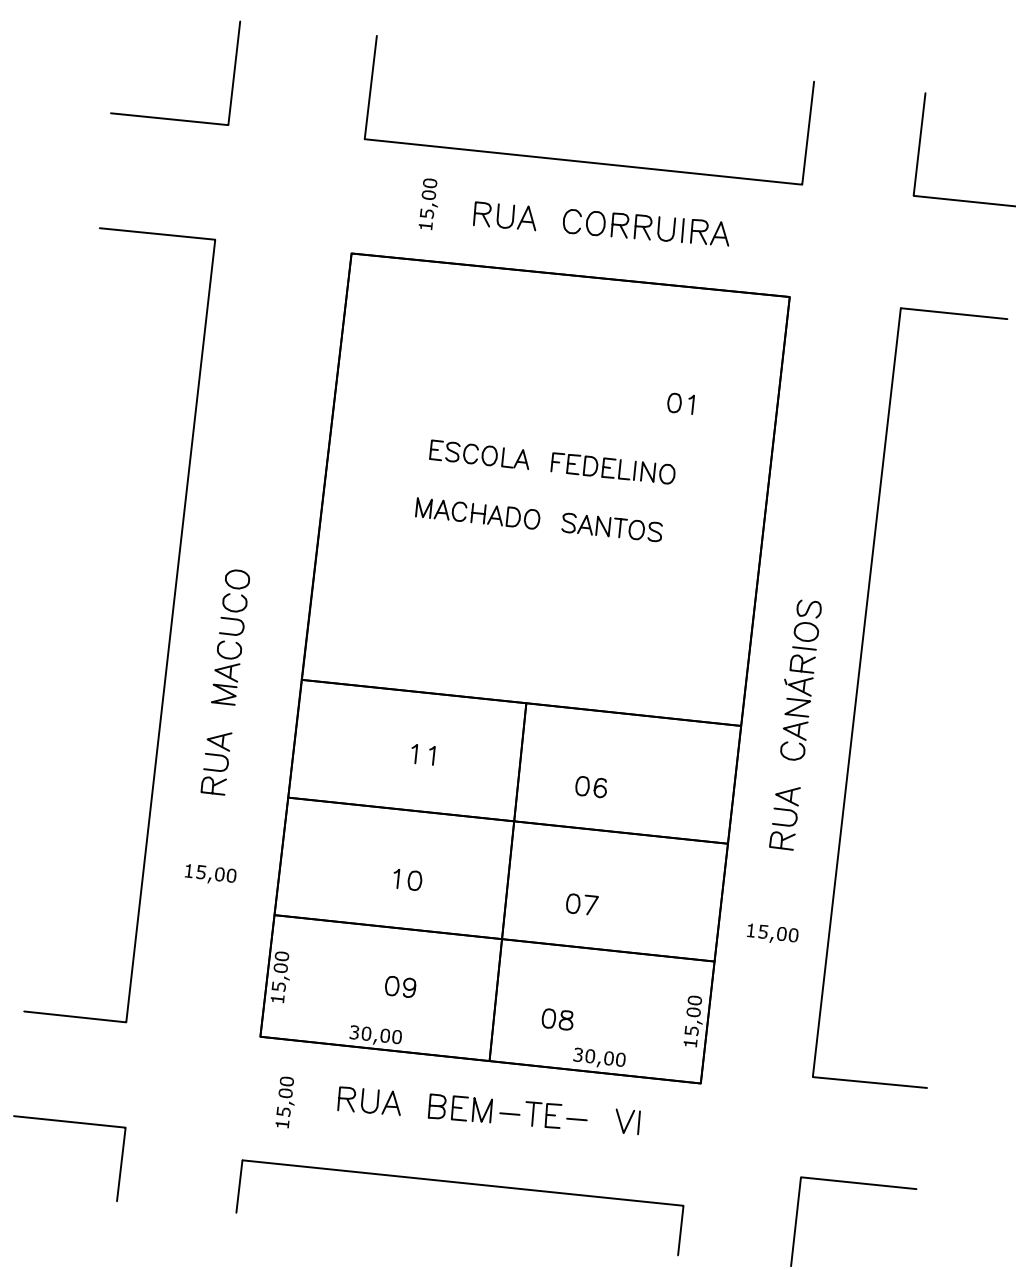 15,00
RUA CORRUIRA
01
ESCOLA FEDELINO
MACHADO SANTOS
RUA MACUCO
RUA CANÁRIOS
11
06
15,00
10
07
15,00
15,00
09
30,00
08
30,00
15,00
15,00
RUA BEM-TE- VI